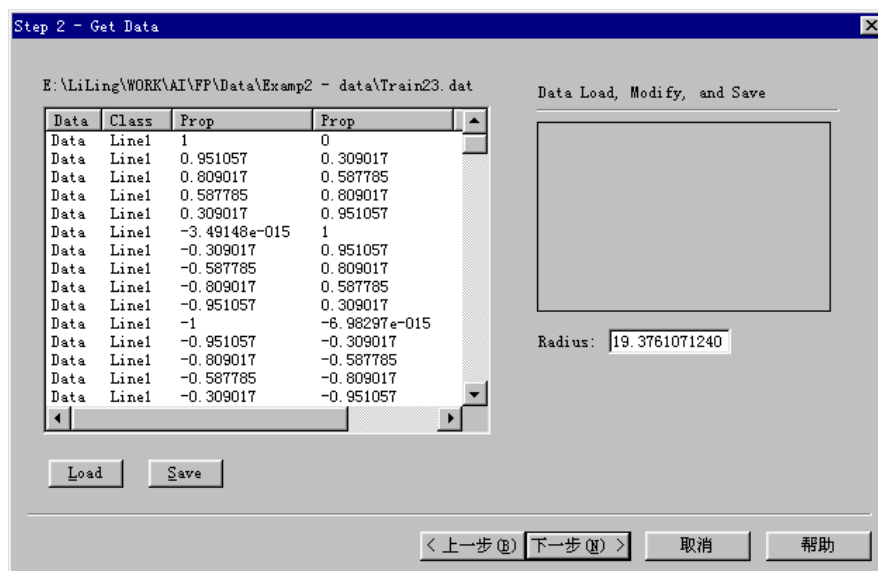 Step 2 - Get Data
E:\LiLing\WORK\AI\FP\Data\Examp2 - data\Train23.dat
Data Load, Modify, and Save
Data Class Prop Prop
Data Line1 1 0
Data Line1 0.951057 0.309017
Data Line1 0.809017 0.587785
Data Line1 0.587785 0.809017
Data Line1 0.309017 0.951057
Data Line1 -3.49148e-015 1
Data Line1 -0.309017 0.951057
Data Line1 -0.587785 0.809017
Data Line1 -0.809017 0.587785
Data Line1 -0.951057 0.309017
Data Line1 -1 -6.98297e-015
Data Line1 -0.951057 -0.309017
Data Line1 -0.809017 -0.587785
Data Line1 -0.587785 -0.809017
Data Line1 -0.309017 -0.951057
Radius: 19.3761071240
Load Save
< 上一步(B) 下一步(N) > 取消 帮助